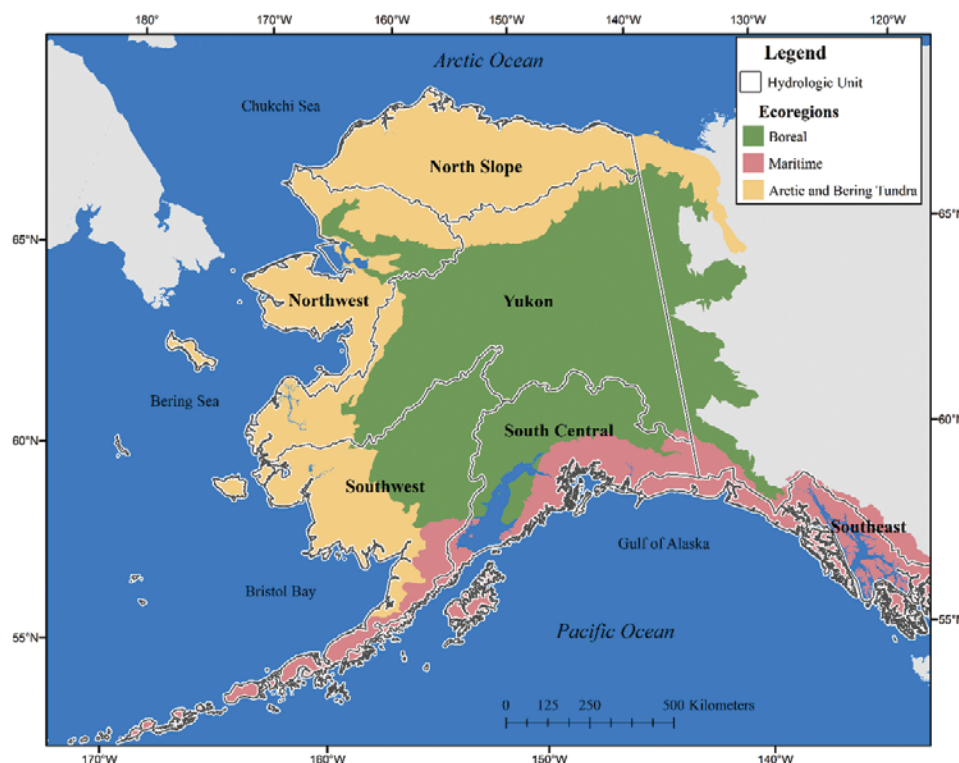 180°
170°W
160°W
150°W
140°W
130°W
120°W
Arctic Ocean
Legend
Chukchi Sea
Hydrologic Unit
Ecoregions
Boreal
Maritime
North Slope
Arctic and Bering Tundra
65°N
65°N
Northwest
Yukon
Bering Sea
60°N
South Central
60°N
Southwest
Southeast
Gulf of Alaska
Bristol Bay
55°N
Pacific Ocean
55°N
0 125 250 500 Kilometers
170°W
160°W
150°W
140°W